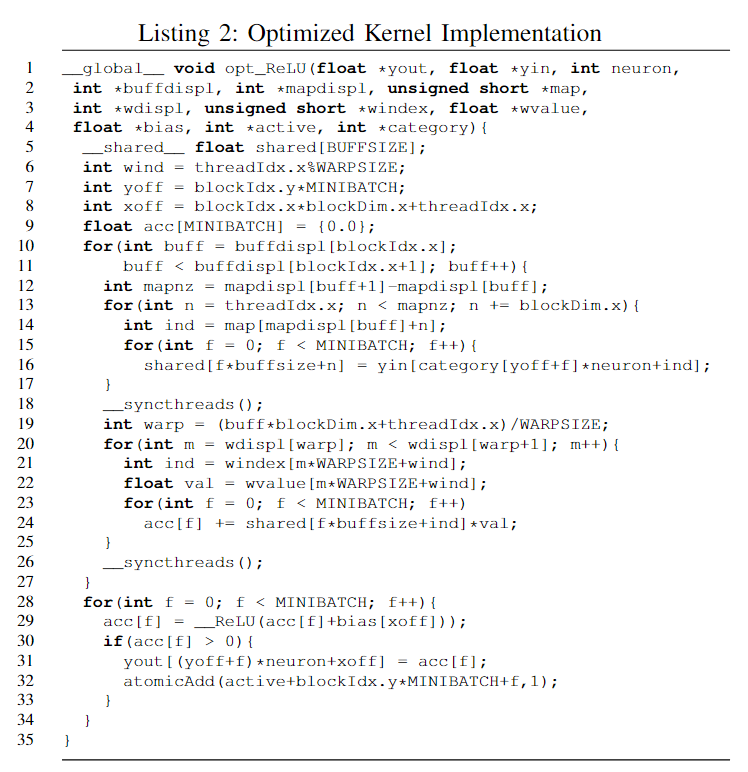 Listing 2: Optimized Kernel Implementation
1 __global__ void opt_ReLU(float *yout, float *yin, int neuron,
2 int *buffdispl, int *mapdispl, unsigned short *map,
3 int *wdispl, unsigned short *windex, float *wvalue,
4 float *bias, int *active, int *category){
5 __shared__ float shared[BUFFSIZE];
6 int wind = threadIdx.x%WARPSIZE;
7 int yoff = blockIdx.y*MINIBATCH;
8 int xoff = blockIdx.x*blockDim.x+threadIdx.x;
9 float acc[MINIBATCH] = {0.0};
10 for(int buff = buffdispl[blockIdx.x];
11 buff < buffdispl[blockIdx.x+1]; buff++){
12 int mapnz = mapdispl[buff+1]-mapdispl[buff];
13 for(int n = threadIdx.x; n < mapnz; n += blockDim.x){
14 int ind = map[mapdispl[buff]+n];
15 for(int f = 0; f < MINIBATCH; f++){
16 shared[f*buffsize+n] = yin[category[yoff+f]*neuron+ind];
17 }
18 __syncthreads();
19 int warp = (buff*blockDim.x+threadIdx.x)/WARPSIZE;
20 for(int m = wdispl[warp]; m < wdispl[warp+1]; m++){
21 int ind = windex[m*WARPSIZE+wind];
22 float val = wvalue[m*WARPSIZE+wind];
23 for(int f = 0; f < MINIBATCH; f++)
24 acc[f] += shared[f*buffsize+ind]*val;
25 }
26 __syncthreads();
27 }
28 for(int f = 0; f < MINIBATCH; f++){
29 acc[f] = __ReLU(acc[f]+bias[xoff]));
30 if(acc[f] > 0){
31 yout[(yoff+f)*neuron+xoff] = acc[f];
32 atomicAdd(active+blockIdx.y*MINIBATCH+f,1);
33 }
34 }
35 }